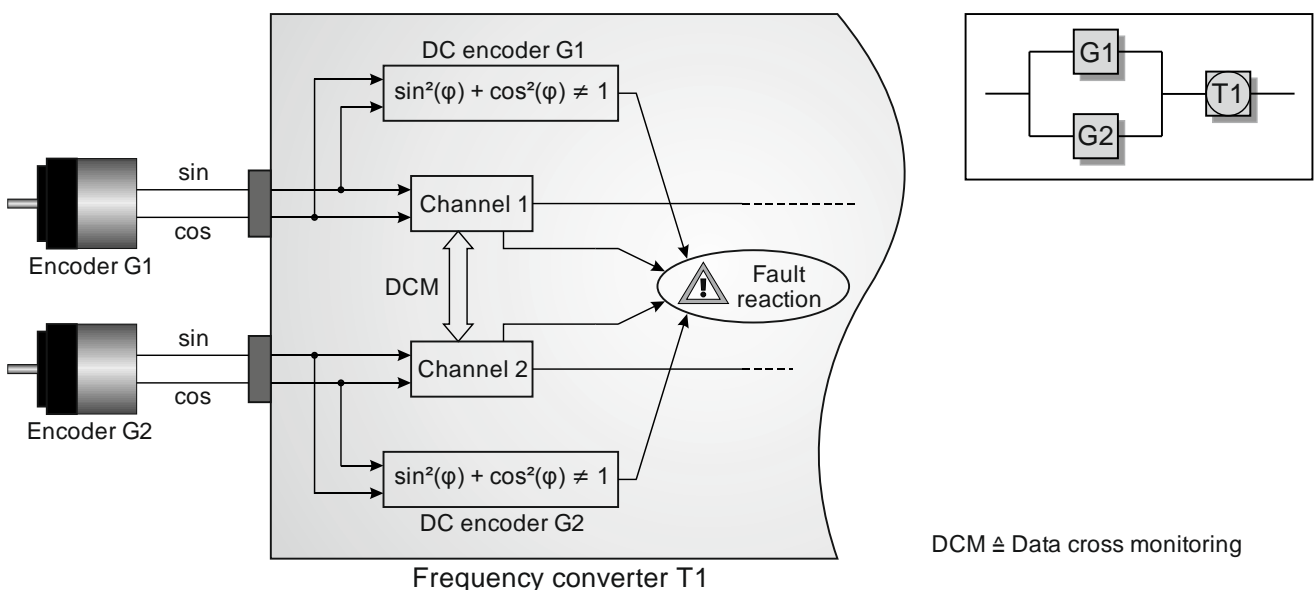 DC encoder G1
sin²(φ) + cos²(φ) ≠ 1
sin
cos
Encoder G1
Channel 1
DCM
Fault
reaction
sin
cos
Encoder G2
Channel 2
sin²(φ) + cos²(φ) ≠ 1
DC encoder G2
Frequency converter T1
G1
G2
T1
DCM ≙ Data cross monitoring